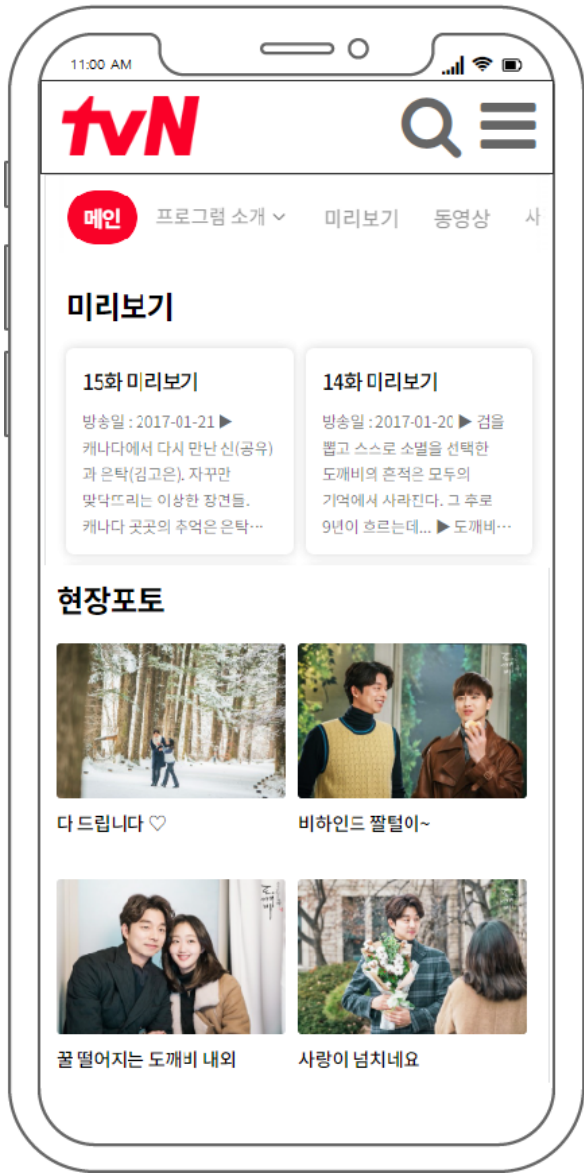 11:00 AM
tvN
메인 프로그램 소개 미리보기 동영상 사
미리보기
15화 미리보기
방송일 : 2017-01-21 ▶
캐나다에서 다시 만난 신(공유)
과 은탁(김고은). 자꾸만
맞닥뜨리는 이상한 장면들.
캐나다 곳곳의 추억은 은탁…
14화 미리보기
방송일 : 2017-01-20 ▶ 검을
뽑고 스스로 소멸을 선택한
도깨비의 흔적은 모두의
기억에서 사라진다. 그 후로
9년이 흐르는데... ▶ 도깨비…
현장포토
다 드립니다 ♡
비하인드 짤털이~
도깨비
꿀 떨어지는 도깨비 내외
사랑이 넘치네요